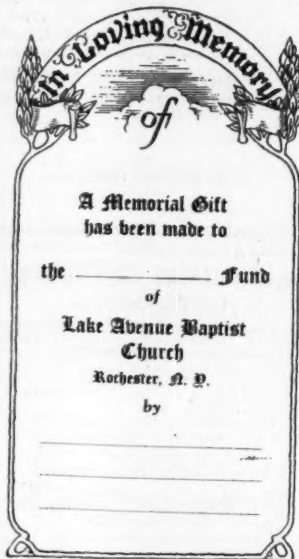 In Loving Memory
of
A Memorial Gift
has been made to
the ______ Fund
of
Lake Avenue Baptist
Church
Rochester, N. Y.
by